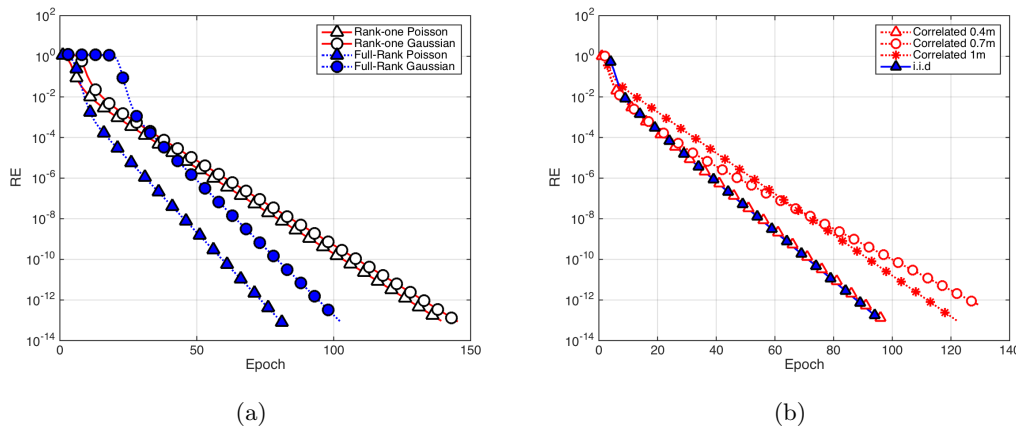 10^2
10^0
10^-2
10^-4
10^-6
10^-8
10^-10
10^-12
10^-14
RE
0 50 100 150
Epoch
Rank-one Poisson
Rank-one Gaussian
Full-Rank Poisson
Full-Rank Gaussian
(a)
10^2
10^0
10^-2
10^-4
10^-6
10^-8
10^-10
10^-12
10^-14
RE
0 20 40 60 80 100 120 140
Epoch
Correlated 0.4m
Correlated 0.7m
Correlated 1m
i.i.d
(b)